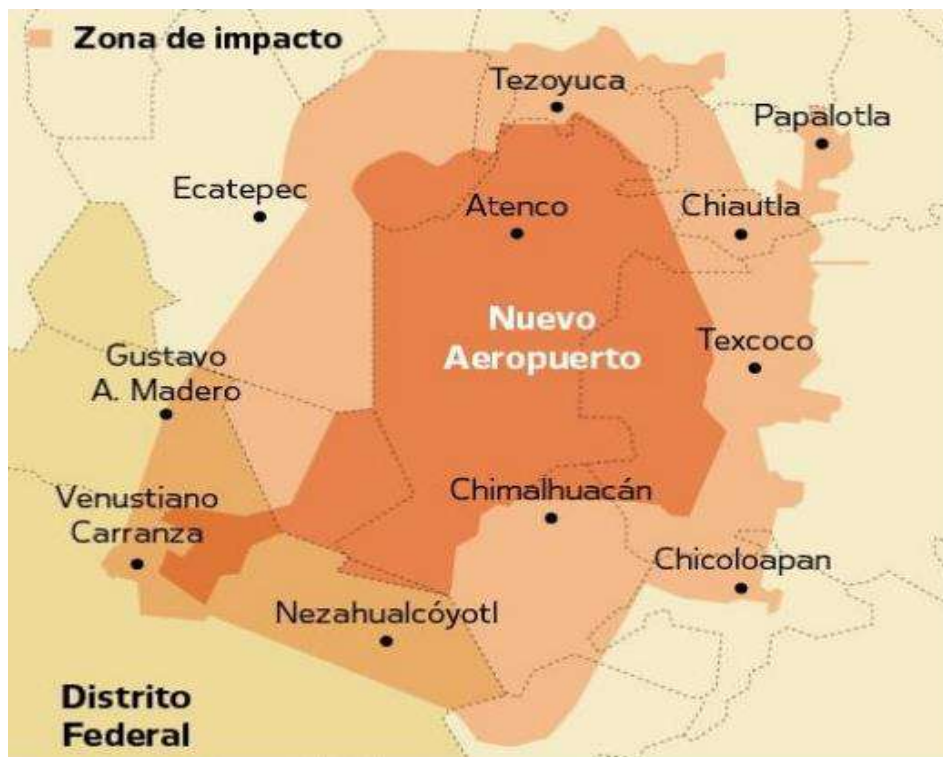 Zona de impacto
Tezoyuca
Papalotla
Ecatepec
Atenco
Chiautla
Nuevo
Aeropuerto
Texcoco
Gustavo
A. Madero
Chimalhuacán
Venustiano
Carranza
Chicoloapan
Nezahualcóyotl
Distrito
Federal